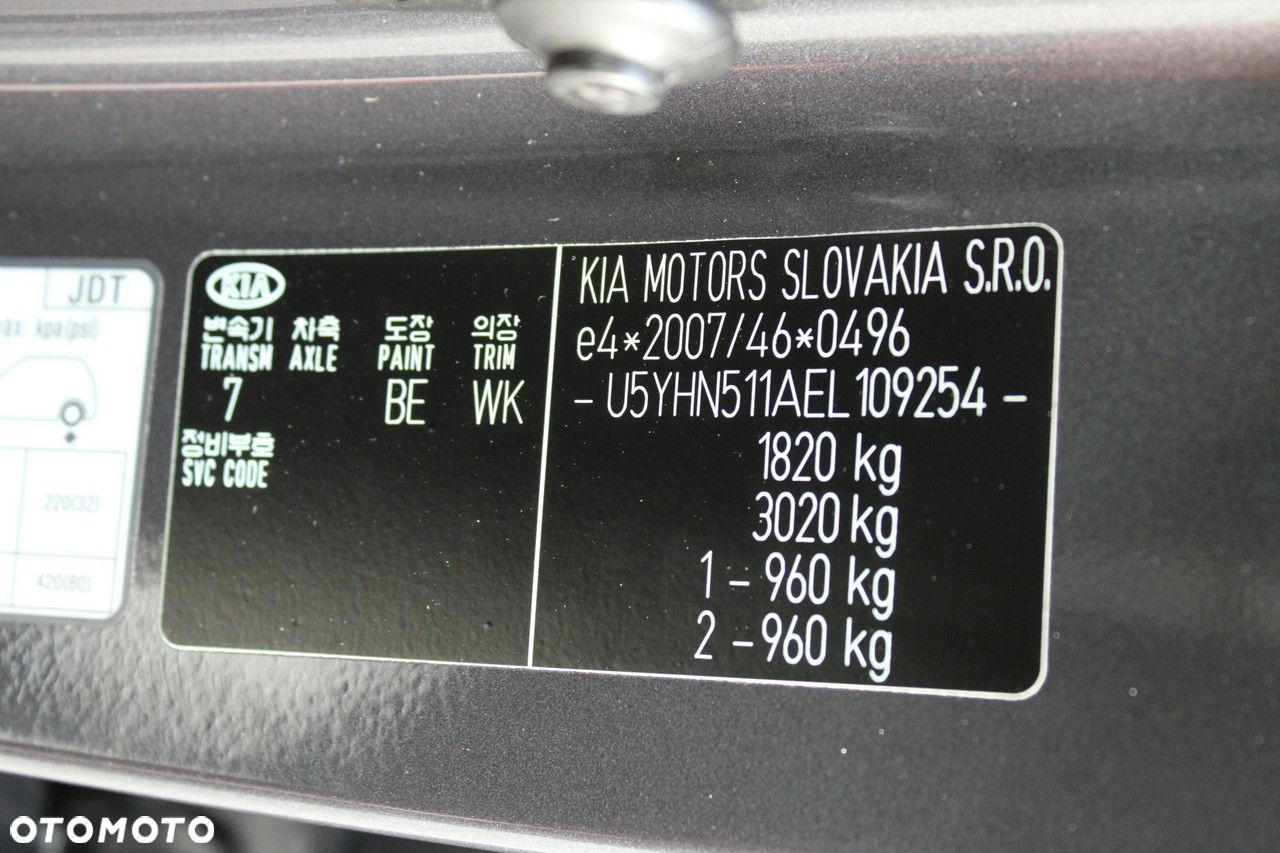 JDT
kpa(psi)
220(32)
420(60)
KIA
변속기 차축 도장 의장
TRANSM AXLE PAINT TRIM
7 BE WK
정비부호
SVC CODE
KIA MOTORS SLOVAKIA S.R.O.
e4*2007/46*0496
- U5YHN511AEL109254 -
1820 kg
3020 kg
1 - 960 kg
2 - 960 kg
OTOMOTO